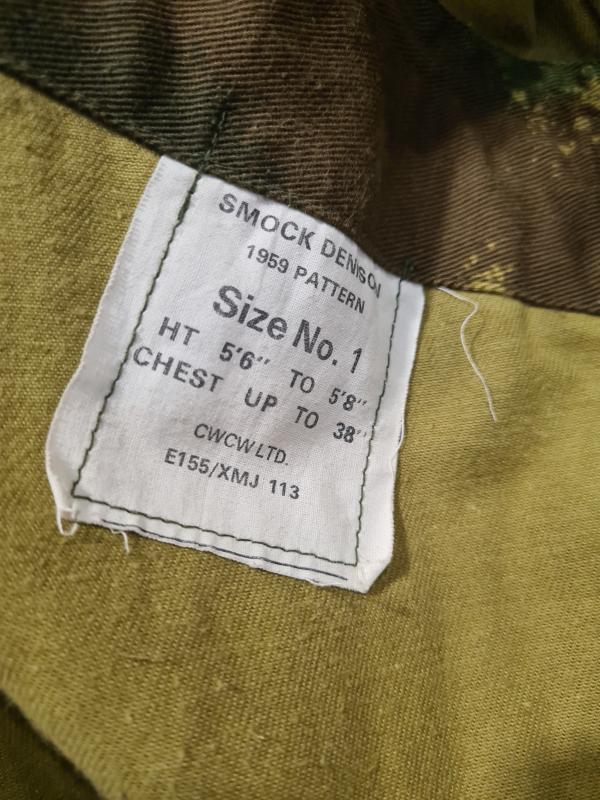 SMOCK DENISON
1959 PATTERN
Size No. 1
HT 5'6" TO 5'8"
CHEST UP TO 38"
CWCW LTD.
E155/XMJ 113